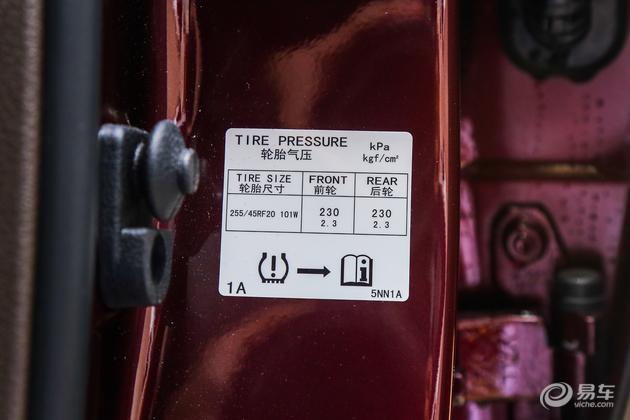 TIRE PRESSURE kPa
轮胎气压 kgf/cm²
TIRE SIZE FRONT REAR
轮胎尺寸 前轮 后轮
255/45RF20 101W 230 230
2.3 2.3
1A 5NN1A
易车
yiche.com